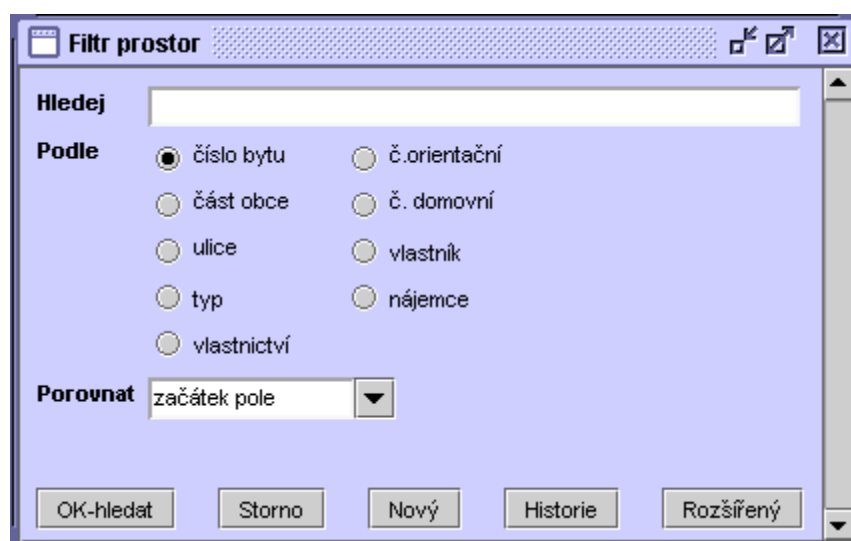 Filtr prostor
Hledej
Podle
číslo bytu
č.orientační
část obce
č. domovní
ulice
vlastník
typ
nájemce
vlastnictví
Porovnat
začátek pole
OK-hledat
Storno
Nový
Historie
Rozšířený